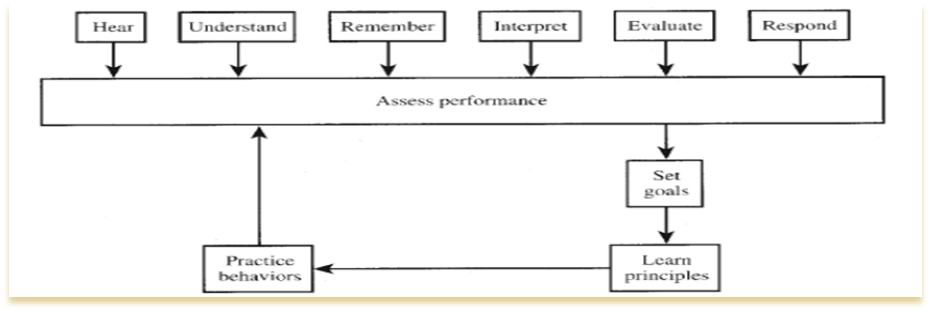 Hear
Understand
Remember
Interpret
Evaluate
Respond
Assess performance
Set
goals
Practice
behaviors
Learn
principles